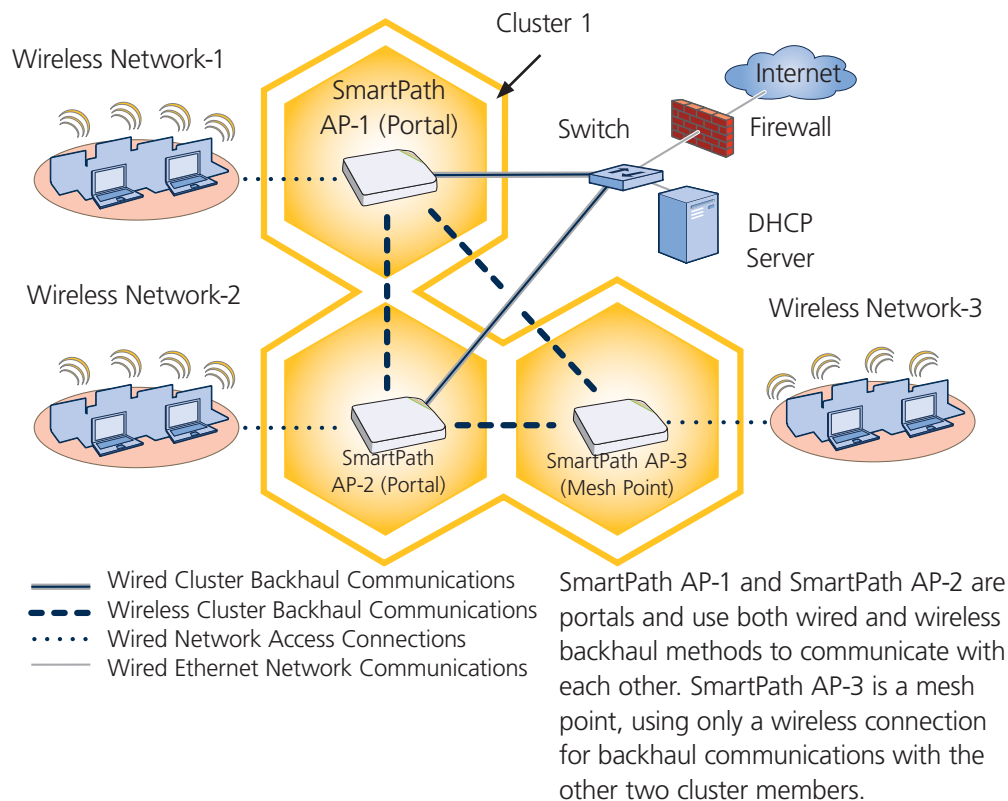 Cluster 1
Wireless Network-1
SmartPath
AP-1 (Portal)
Internet
Switch
Firewall
DHCP
Server
Wireless Network-2
Wireless Network-3
SmartPath
AP-2 (Portal)
SmartPath AP-3
(Mesh Point)
Wired Cluster Backhaul Communications
Wireless Cluster Backhaul Communications
Wired Network Access Connections
Wired Ethernet Network Communications
SmartPath AP-1 and SmartPath AP-2 are
portals and use both wired and wireless
backhaul methods to communicate with
each other. SmartPath AP-3 is a mesh
point, using only a wireless connection
for backhaul communications with the
other two cluster members.